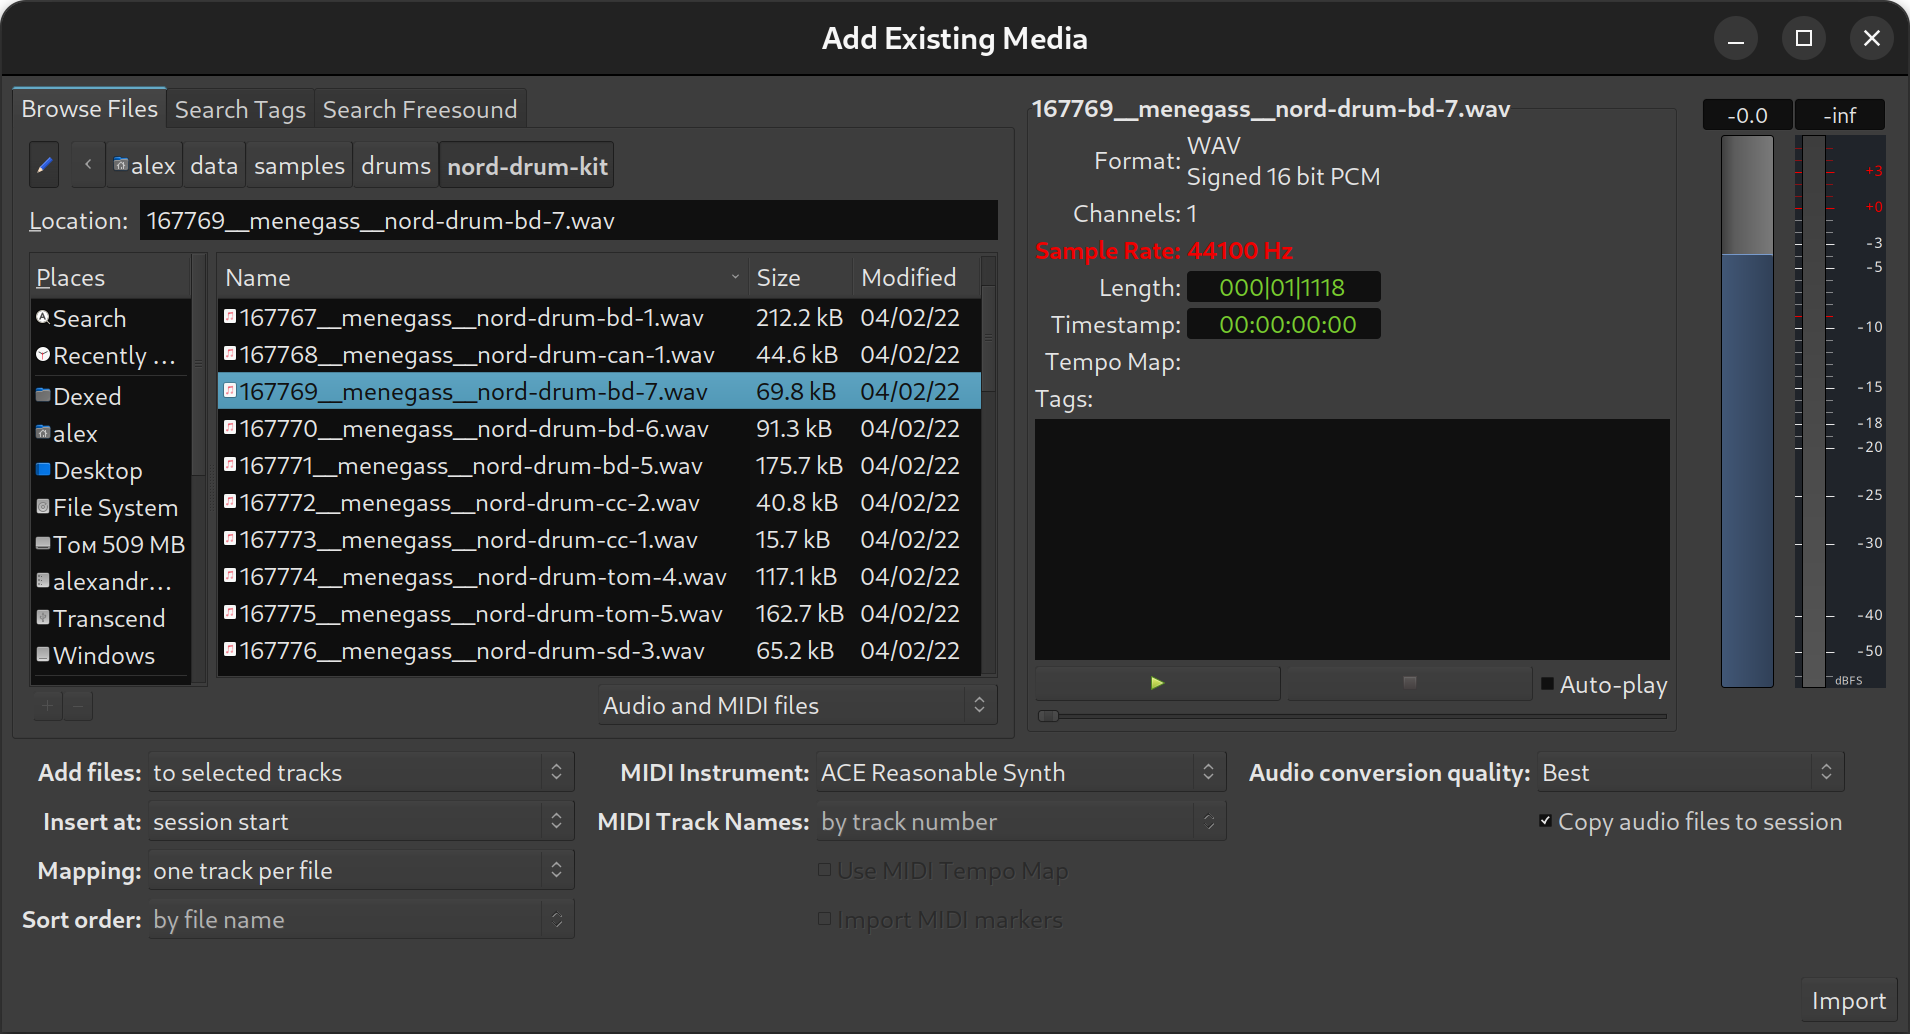 Add Existing Media
Browse Files
Search Tags
Search Freesound
alex
data
samples
drums
nord-drum-kit
Location: 167769__menegass__nord-drum-bd-7.wav
Places
Search
Recently ...
Dexed
alex
Desktop
File System
Том 509 MB
alexandr...
Transcend
Windows
Name Size Modified
167767__menegass__nord-drum-bd-1.wav 212.2 kB 04/02/22
167768__menegass__nord-drum-can-1.wav 44.6 kB 04/02/22
167769__menegass__nord-drum-bd-7.wav 69.8 kB 04/02/22
167770__menegass__nord-drum-bd-6.wav 91.3 kB 04/02/22
167771__menegass__nord-drum-bd-5.wav 175.7 kB 04/02/22
167772__menegass__nord-drum-cc-2.wav 40.8 kB 04/02/22
167773__menegass__nord-drum-cc-1.wav 15.7 kB 04/02/22
167774__menegass__nord-drum-tom-4.wav 117.1 kB 04/02/22
167775__menegass__nord-drum-tom-5.wav 162.7 kB 04/02/22
167776__menegass__nord-drum-sd-3.wav 65.2 kB 04/02/22
Audio and MIDI files
167769__menegass__nord-drum-bd-7.wav
Format: WAV
Signed 16 bit PCM
Channels: 1
Sample Rate: 44100 Hz
Length: 000|01|1118
Timestamp: 00:00:00:00
Tempo Map:
Tags:
Auto-play
-0.0
-inf
+3
+0
-3
-5
-10
-15
-18
-20
-25
-30
-40
-50
dBFS
Add files: to selected tracks
Insert at: session start
Mapping: one track per file
Sort order: by file name
MIDI Instrument: ACE Reasonable Synth
MIDI Track Names: by track number
Use MIDI Tempo Map
Import MIDI markers
Audio conversion quality: Best
Copy audio files to session
Import